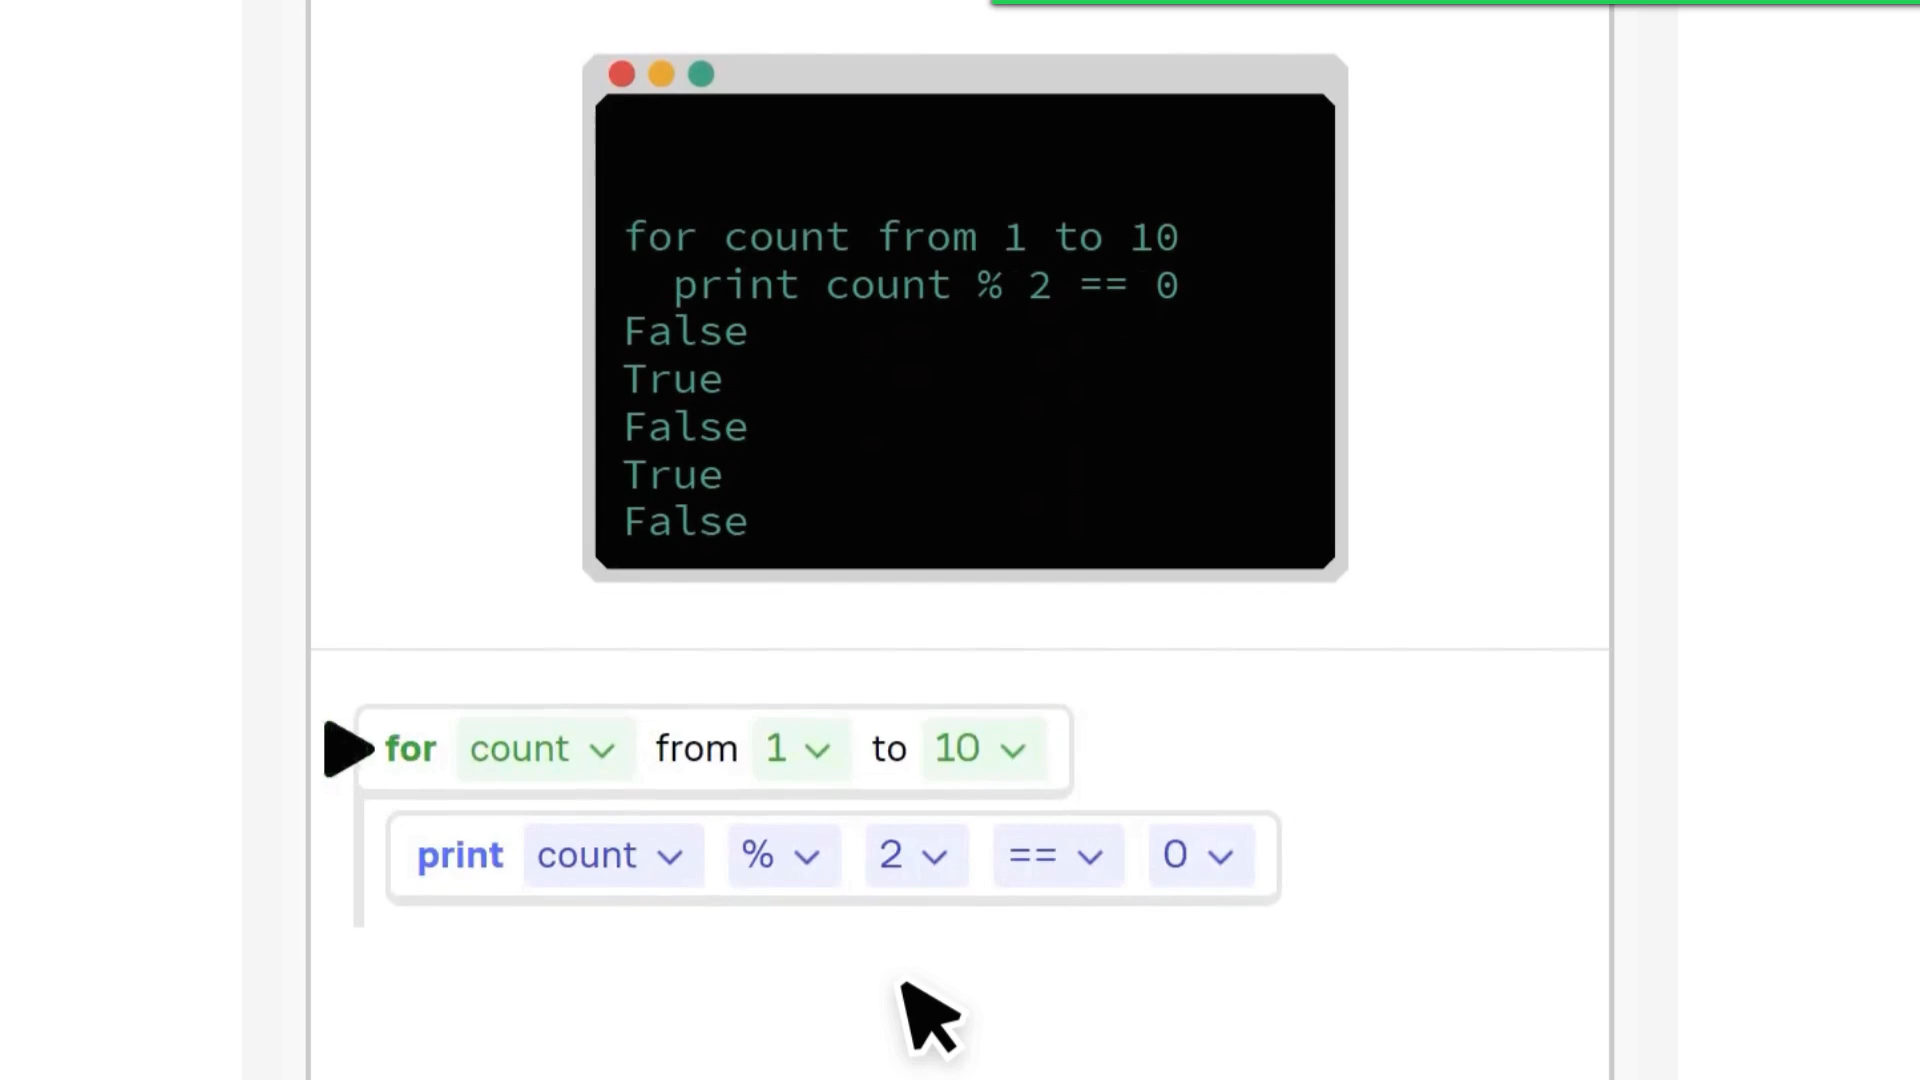 for count from 1 to 10
print count % 2 == 0
False
True
False
True
False
for count from 1 to 10
print count % 2 == 0